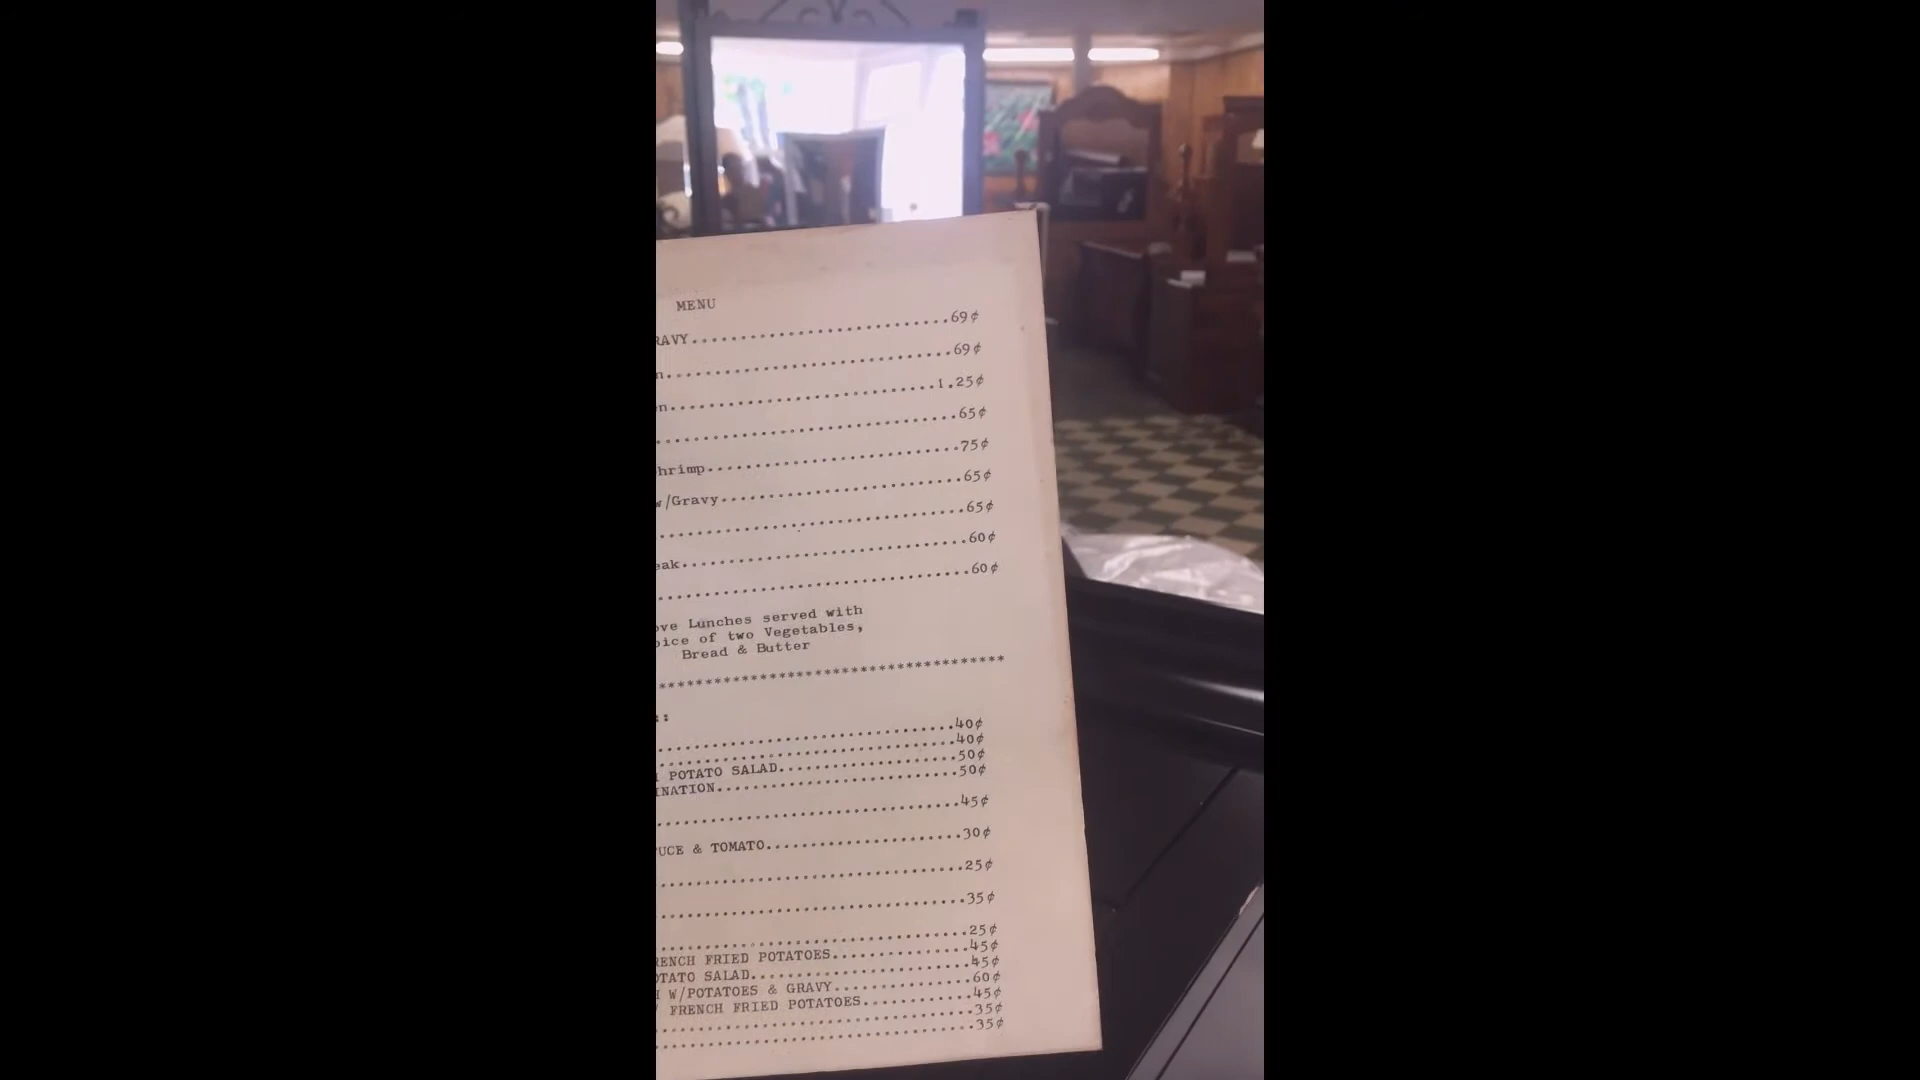 MENU
RAVY..................................69¢
n.....................................69¢
n...................................1.25¢
......................................65¢
hrimp.................................75¢
w/Gravy...............................65¢
......................................65¢
eak...................................60¢
......................................60¢
ove Lunches served with
oice of two Vegetables,
Bread & Butter
****************************************
:
......................................40¢
......................................40¢
H POTATO SALAD........................50¢
INATION...............................50¢
......................................45¢
UCE & TOMATO..........................30¢
......................................25¢
......................................35¢
......................................25¢
RENCH FRIED POTATOES..................45¢
OTATO SALAD...........................45¢
H W/POTATOES & GRAVY..................60¢
FRENCH FRIED POTATOES.................45¢
......................................35¢
......................................35¢